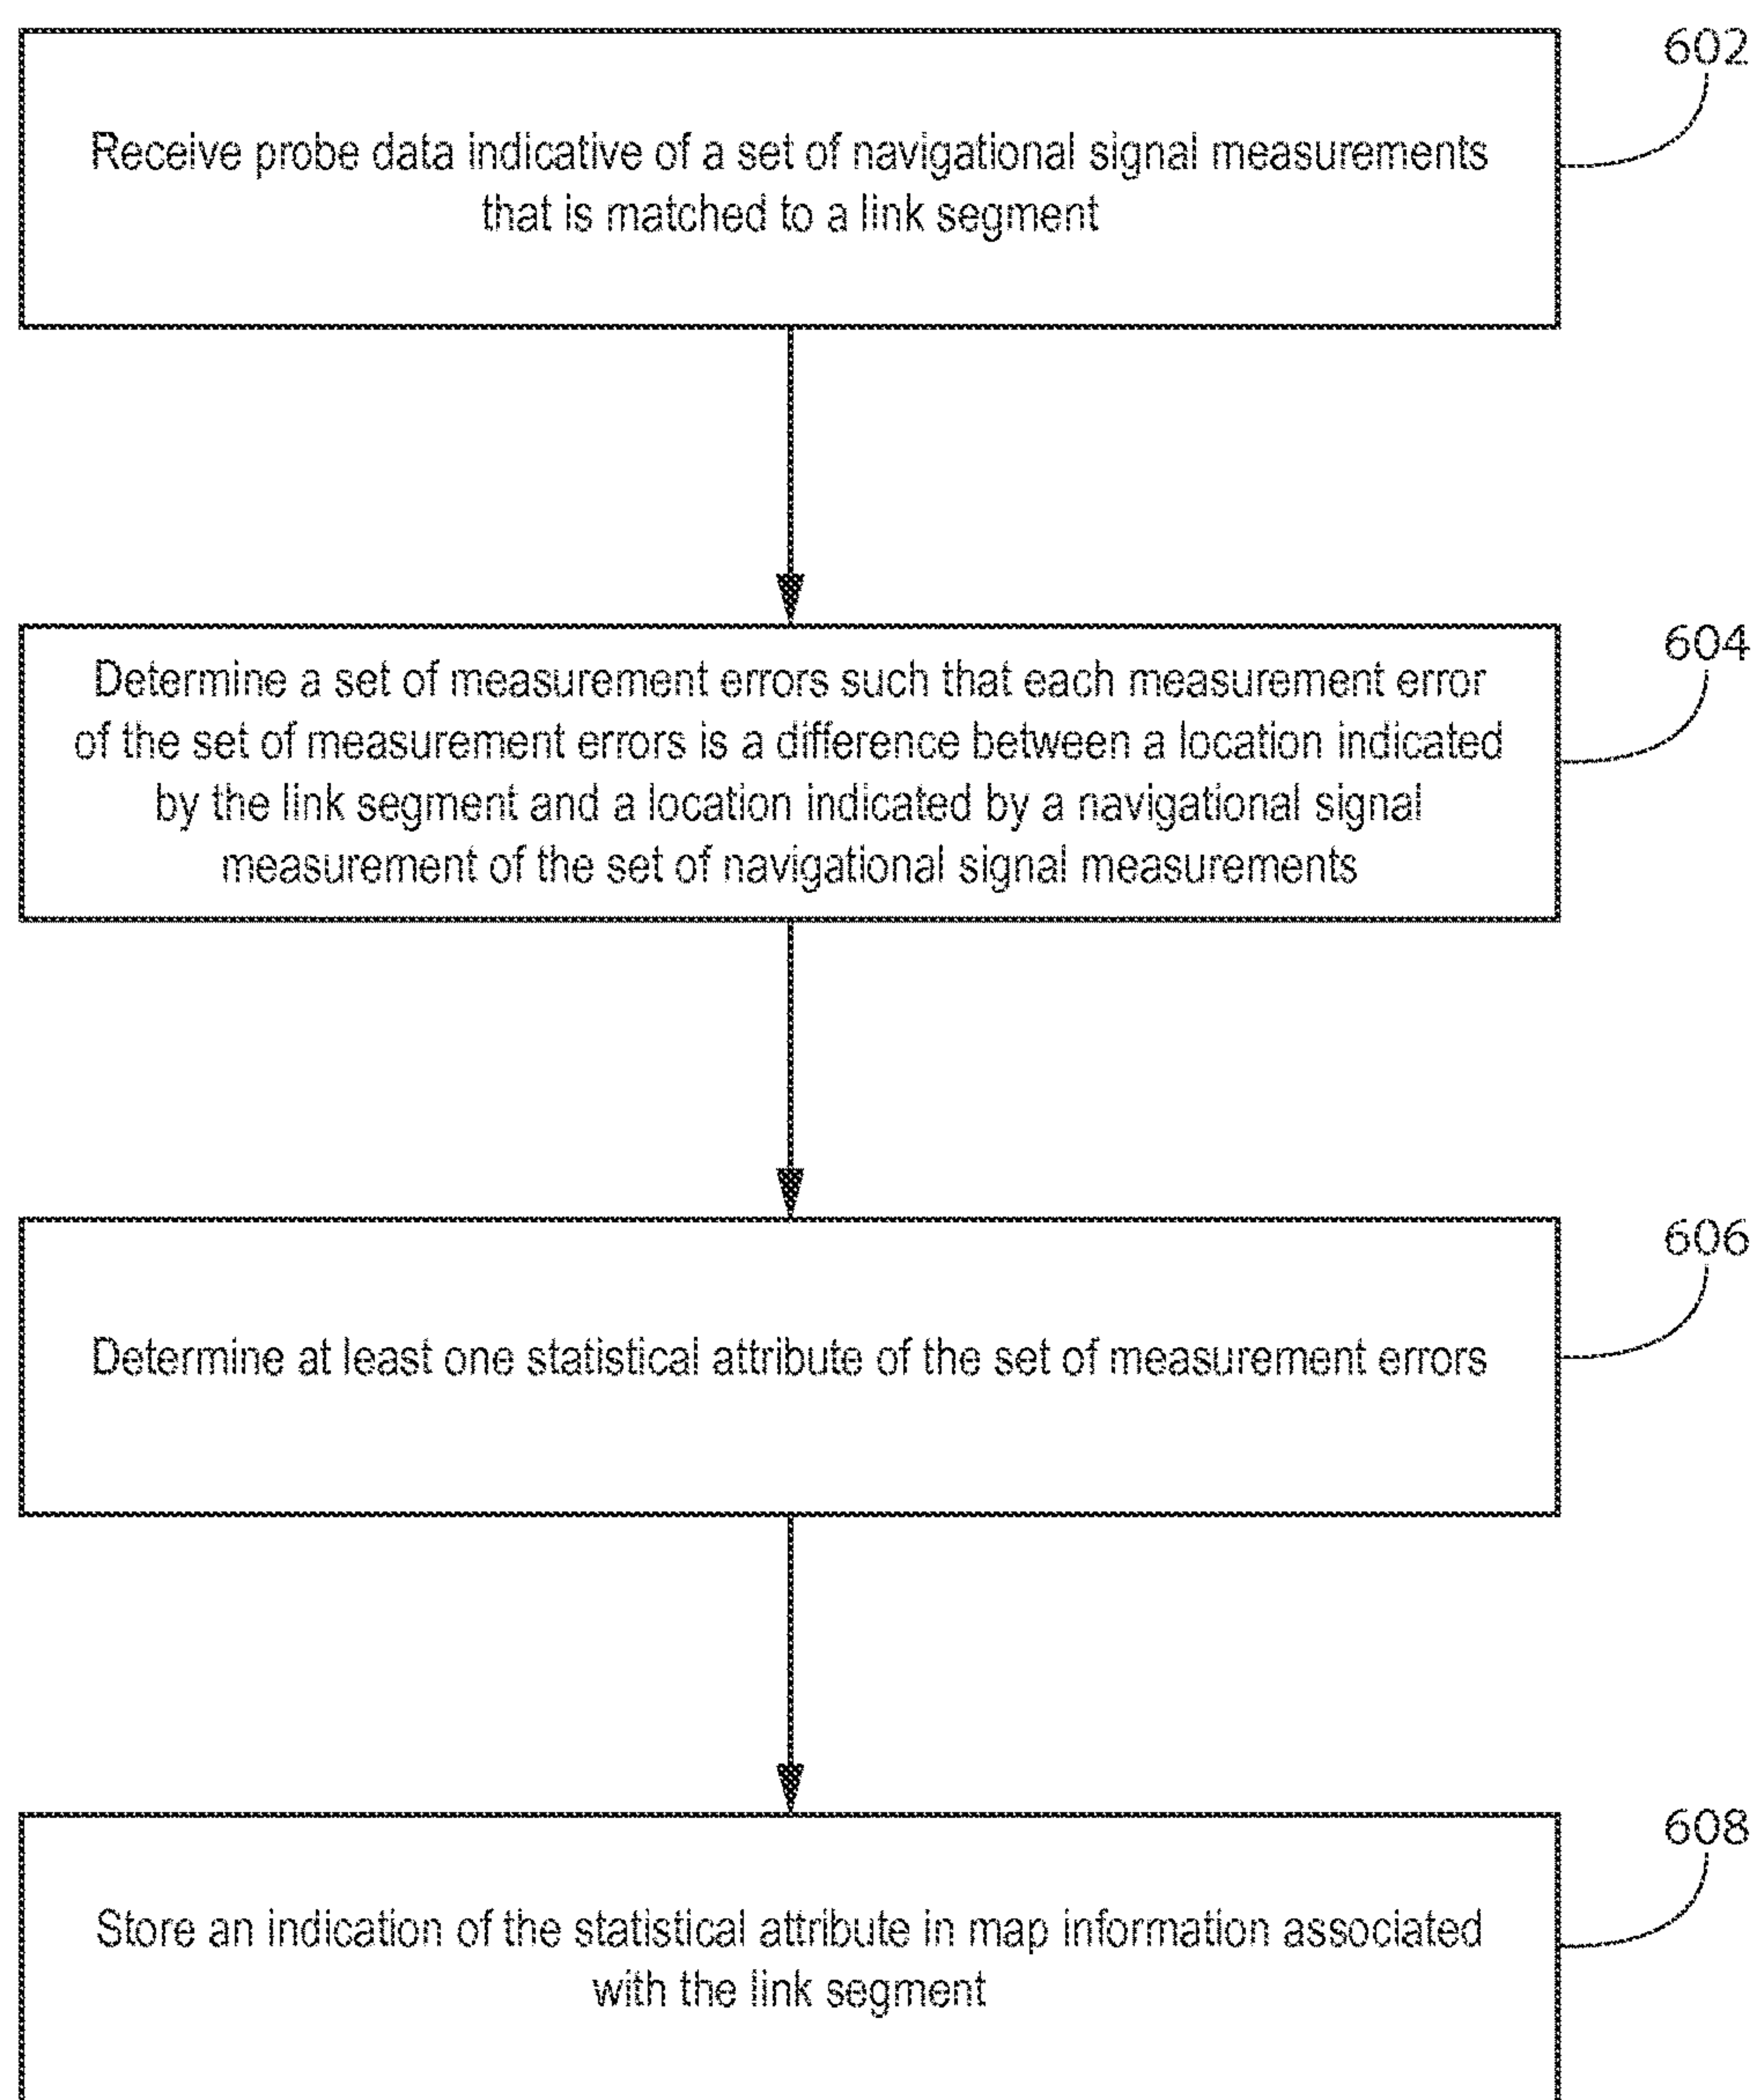 602
Receive probe data indicative of a set of navigational signal measurements
that is matched to a link segment
604
Determine a set of measurement errors such that each measurement error
of the set of measurement errors is a difference between a location indicated
by the link segment and a location indicated by a navigational signal
measurement of the set of navigational signal measurements
606
Determine at least one statistical attribute of the set of measurement errors
608
Store an indication of the statistical attribute in map information associated
with the link segment